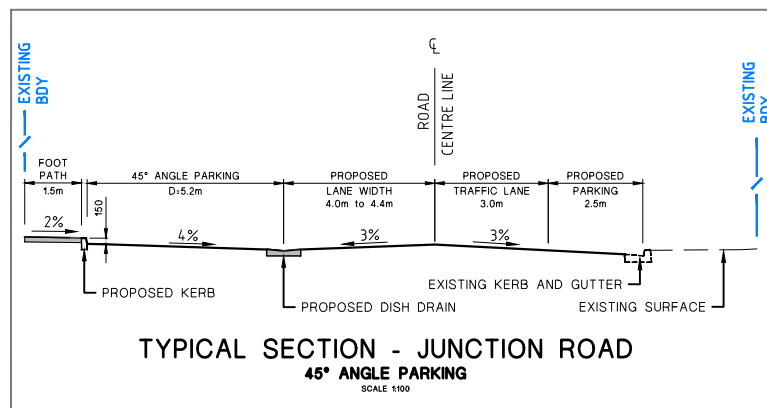 EXISTING
BDY
℄
ROAD
CENTRE LINE
EXISTING
BDY
FOOT
PATH
1.5m
45° ANGLE PARKING
D=5.2m
PROPOSED
LANE WIDTH
4.0m to 4.4m
PROPOSED
TRAFFIC LANE
3.0m
PROPOSED
PARKING
2.5m
150
2%
4%
3%
3%
PROPOSED KERB
PROPOSED DISH DRAIN
EXISTING KERB AND GUTTER
EXISTING SURFACE
TYPICAL SECTION - JUNCTION ROAD
45° ANGLE PARKING
SCALE 1:100